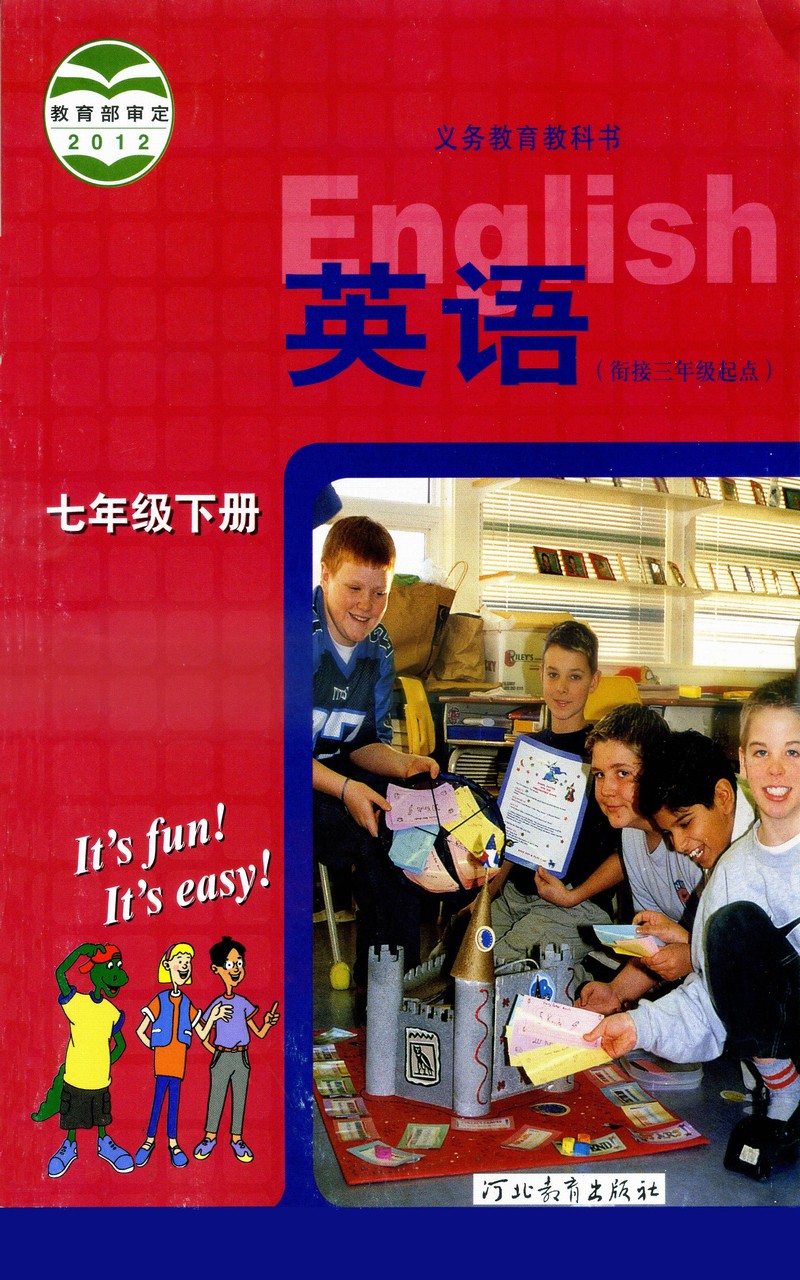 教育部审定
2012
义务教育教科书
English
英语
（衔接三年级起点）
七年级下册
It's fun!
It's easy!
河北教育出版社